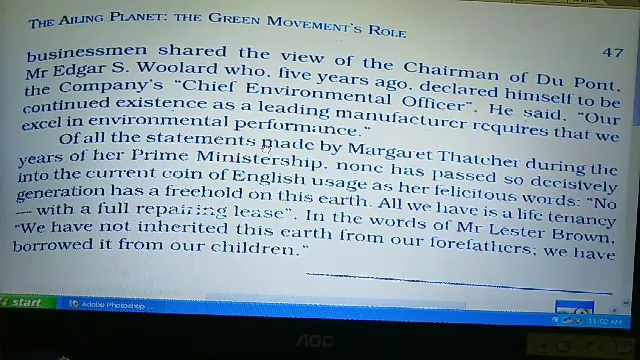 THE AILING PLANET: THE GREEN MOVEMENT'S ROLE
47
businessmen shared the view of the Chairman of Du Pont,
Mr Edgar S. Woolard who, five years ago, declared himself to be
the Company's "Chief Environmental Officer". He said, "Our
continued existence as a leading manufacturer requires that we
excel in environmental performance."
Of all the statements made by Margaret Thatcher during the
years of her Prime Ministership, none has passed so decisively
into the current coin of English usage as her felicitous words: "No
generation has a freehold on this earth. All we have is a life tenancy
— with a full repairing lease". In the words of Mr Lester Brown,
"We have not inherited this earth from our forefathers; we have
borrowed it from our children."
start
Adobe Photoshop ...
11:02 AM
AOC